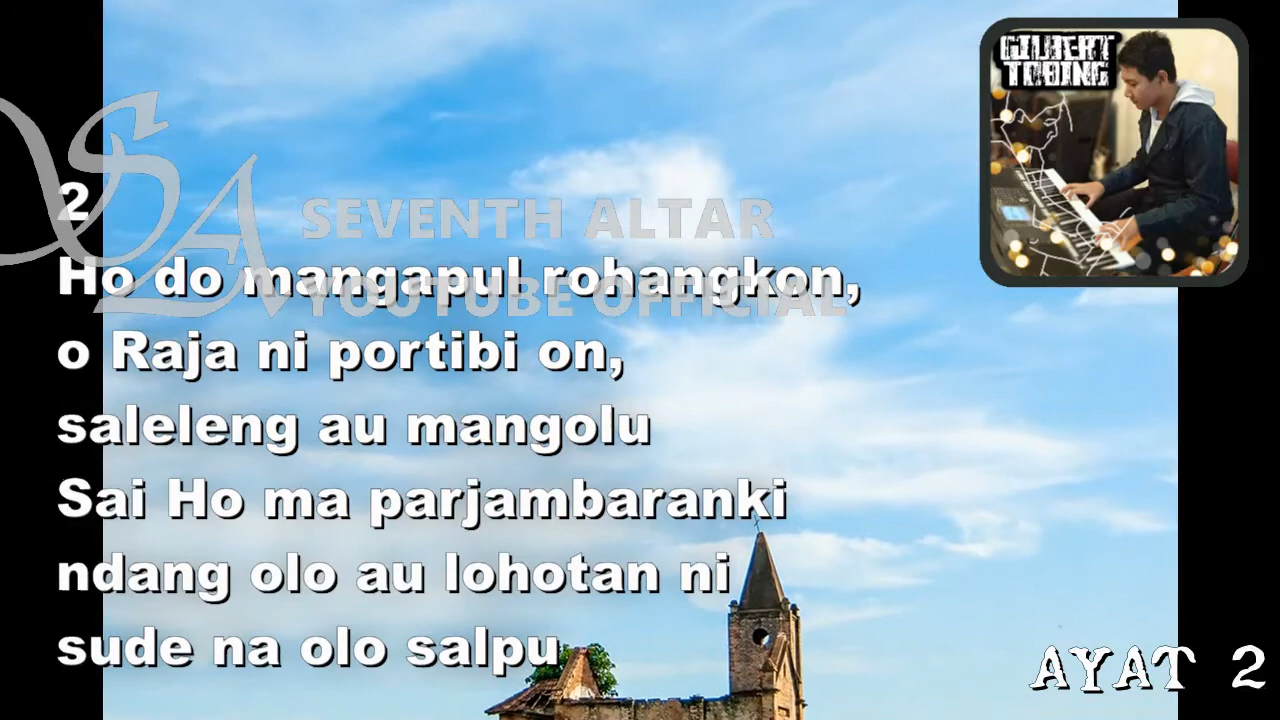 GILBERT
TOBING
SA
SEVENTH ALTAR
YOUTUBE OFFICIAL
2
Ho do mangapul rohangkon,
o Raja ni portibi on,
saleleng au mangolu
Sai Ho ma parjambaranki
ndang olo au lohotan ni
sude na olo salpu
AYAT 2